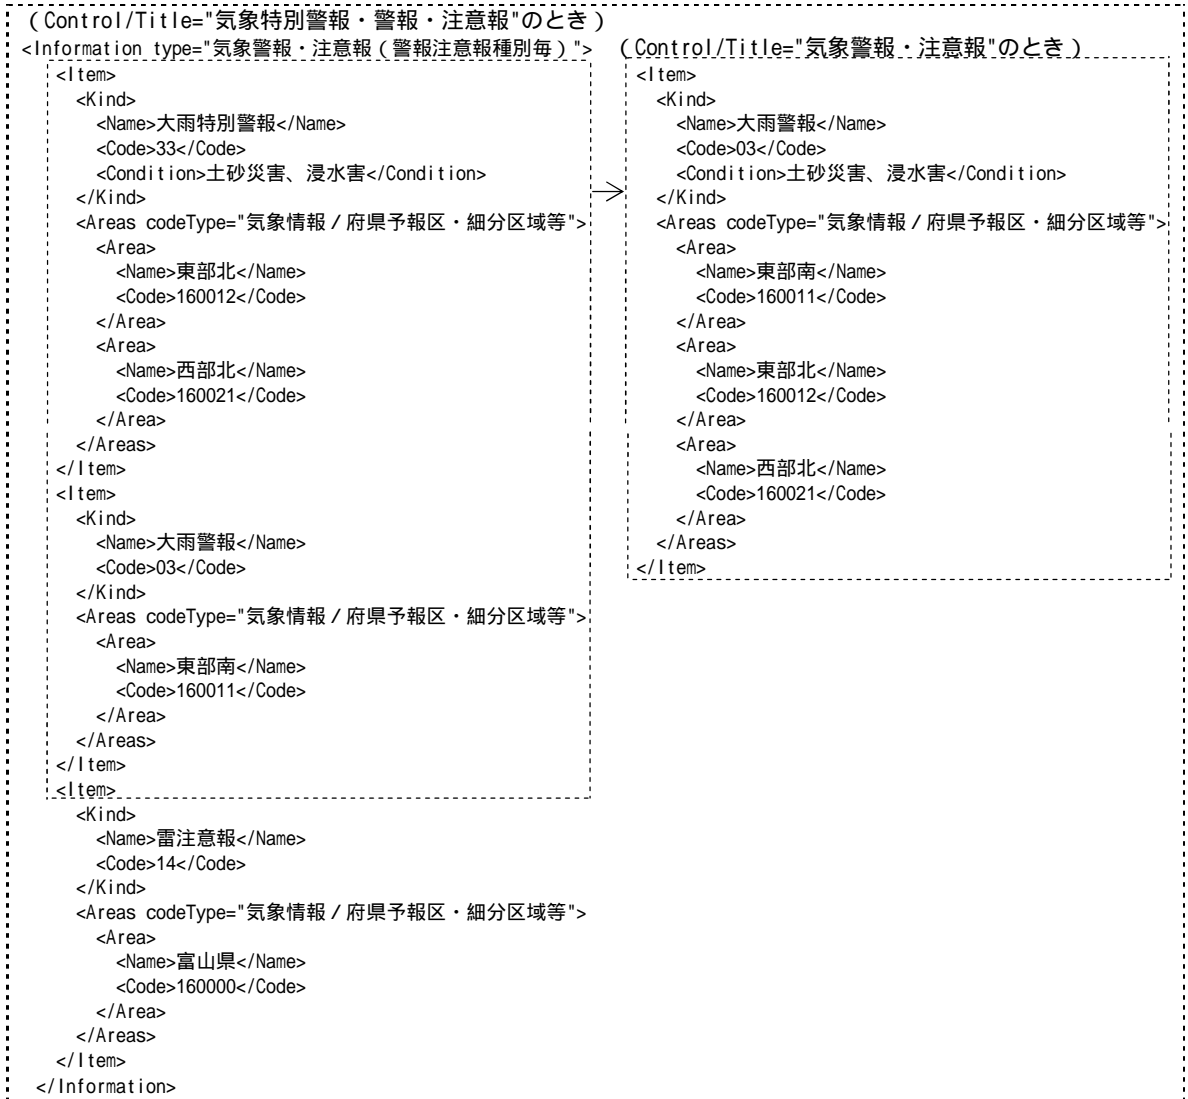 （Control/Title="気象特別警報・警報・注意報"のとき）
<Information type="気象警報・注意報（警報注意報種別毎）">
<Item>
<Kind>
<Name>大雨特別警報</Name>
<Code>33</Code>
<Condition>土砂災害、浸水害</Condition>
</Kind>
<Areas codeType="気象情報／府県予報区・細分区域等">
<Area>
<Name>東部北</Name>
<Code>160012</Code>
</Area>
<Area>
<Name>西部北</Name>
<Code>160021</Code>
</Area>
</Areas>
</Item>
<Item>
<Kind>
<Name>大雨警報</Name>
<Code>03</Code>
</Kind>
<Areas codeType="気象情報／府県予報区・細分区域等">
<Area>
<Name>東部南</Name>
<Code>160011</Code>
</Area>
</Areas>
</Item>
<Item>
<Kind>
<Name>雷注意報</Name>
<Code>14</Code>
</Kind>
<Areas codeType="気象情報／府県予報区・細分区域等">
<Area>
<Name>富山県</Name>
<Code>160000</Code>
</Area>
</Areas>
</Item>
</Information>
（Control/Title="気象警報・注意報"のとき）
<Item>
<Kind>
<Name>大雨警報</Name>
<Code>03</Code>
<Condition>土砂災害、浸水害</Condition>
</Kind>
<Areas codeType="気象情報／府県予報区・細分区域等">
<Area>
<Name>東部南</Name>
<Code>160011</Code>
</Area>
<Area>
<Name>東部北</Name>
<Code>160012</Code>
</Area>
<Area>
<Name>西部北</Name>
<Code>160021</Code>
</Area>
</Areas>
</Item>